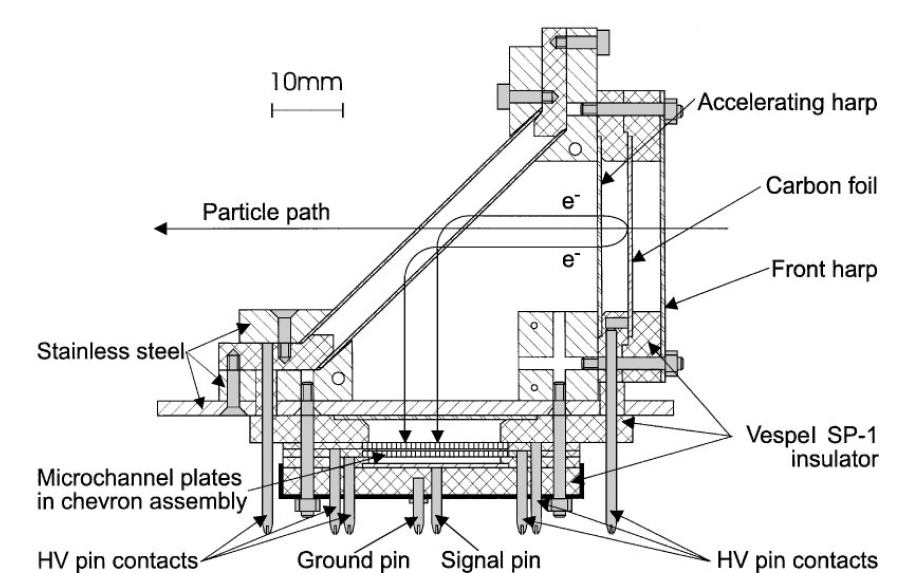 10mm
Accelerating harp
Carbon foil
Particle path
e-
e-
Front harp
Stainless steel
Vespel SP-1
insulator
Microchannel plates
in chevron assembly
HV pin contacts
Ground pin
Signal pin
HV pin contacts